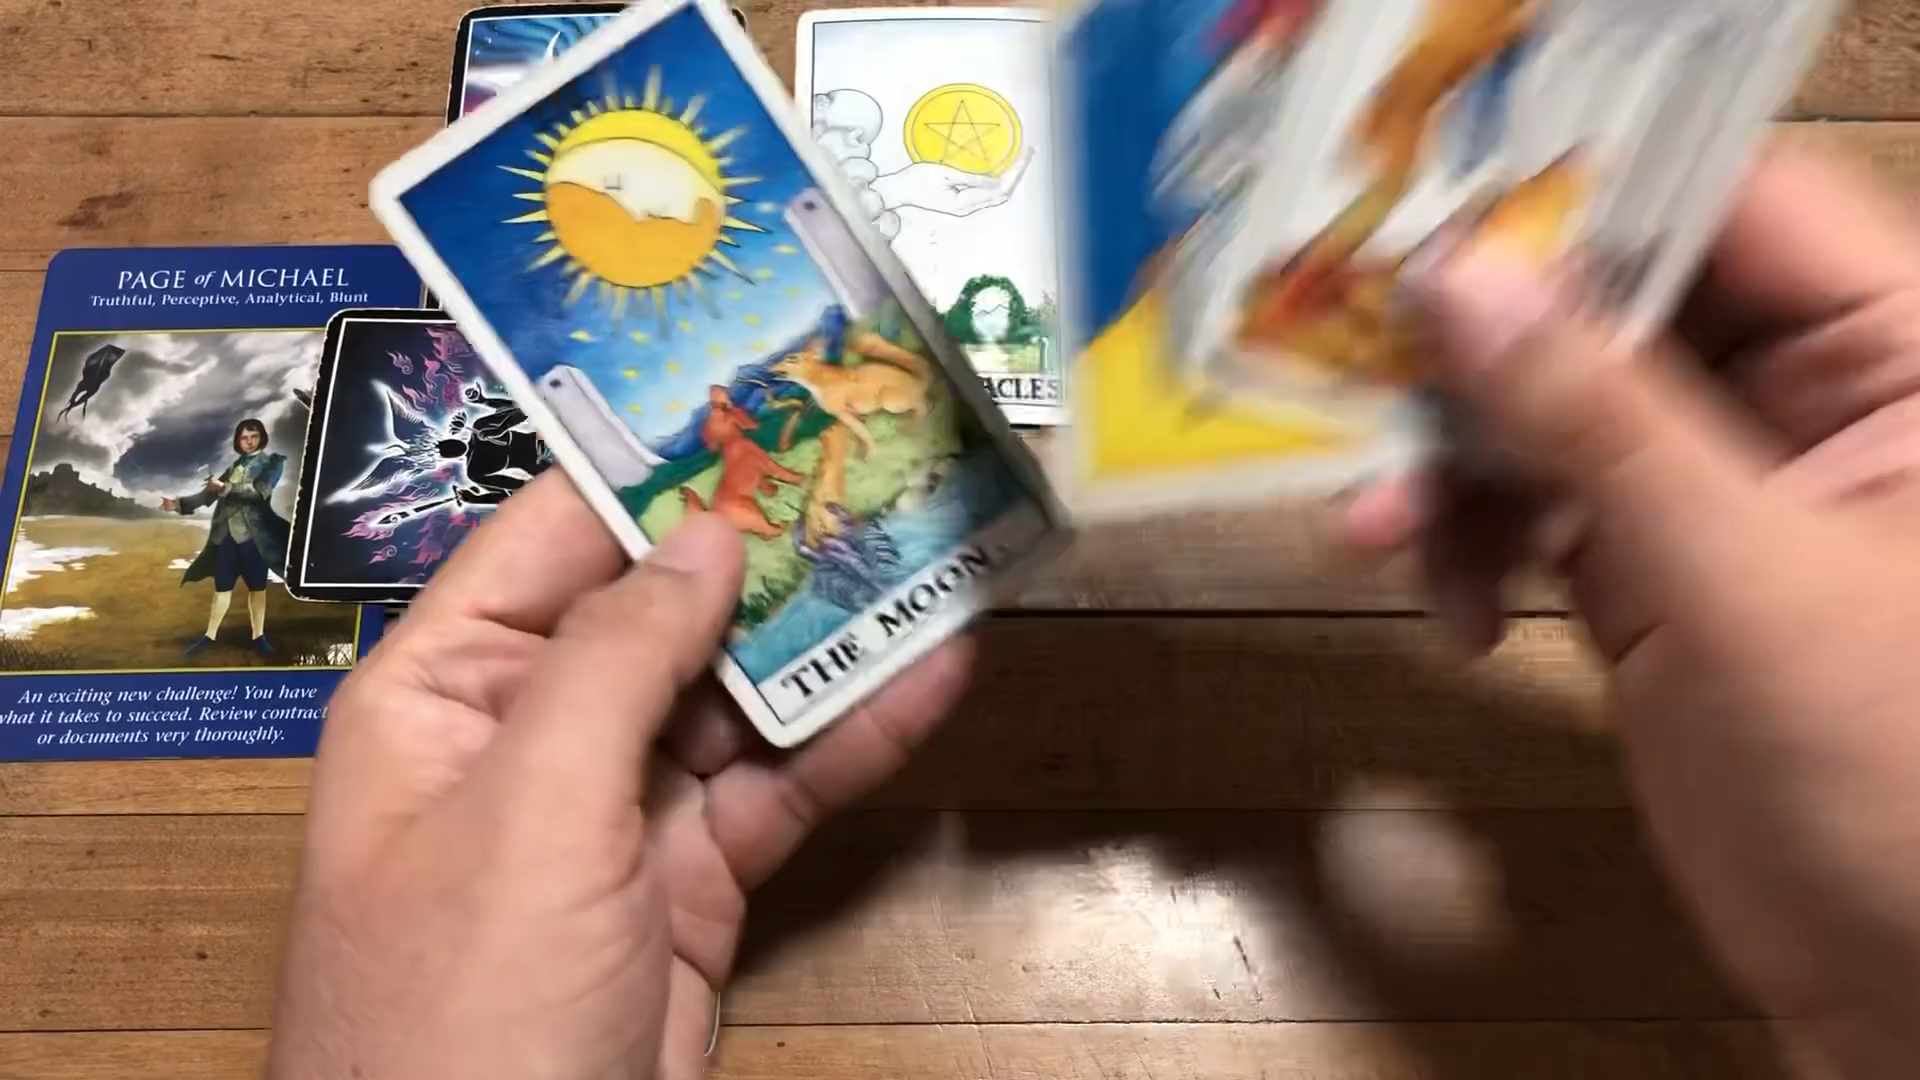 PAGE of MICHAEL
Truthful, Perceptive, Analytical, Blunt
An exciting new challenge! You have
what it takes to succeed. Review contract
or documents very thoroughly.
ACLES
THE MOON.